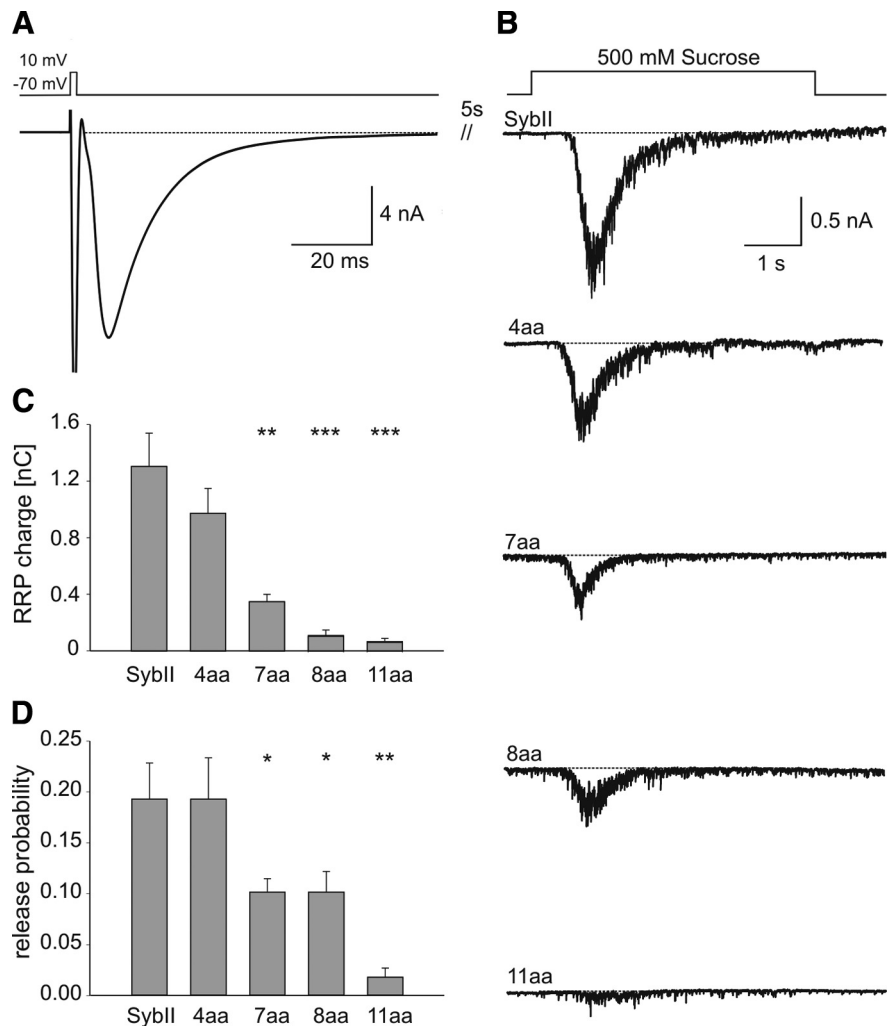 A
10 mV
-70 mV
4 nA
20 ms
B
500 mM Sucrose
5s
//
SybII
0.5 nA
1 s
4aa
7aa
8aa
11aa
C
RRP charge [nC]
1.6
1.2
0.8
0.4
0
** *** ***
SybII 4aa 7aa 8aa 11aa
D
release probability
0.25
0.20
0.15
0.10
0.05
0.00
* * **
SybII 4aa 7aa 8aa 11aa